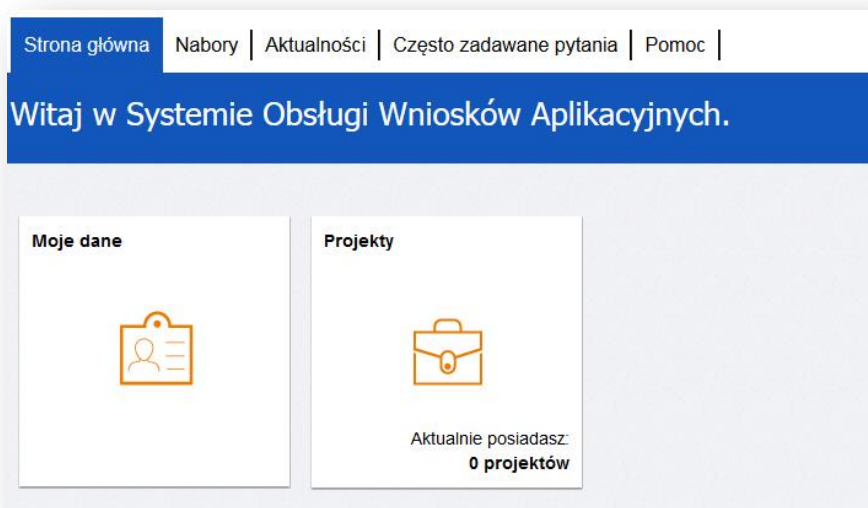 Strona główna Nabory Aktualności Często zadawane pytania Pomoc
Witaj w Systemie Obsługi Wniosków Aplikacyjnych.
Moje dane
Projekty
Aktualnie posiadasz:
0 projektów